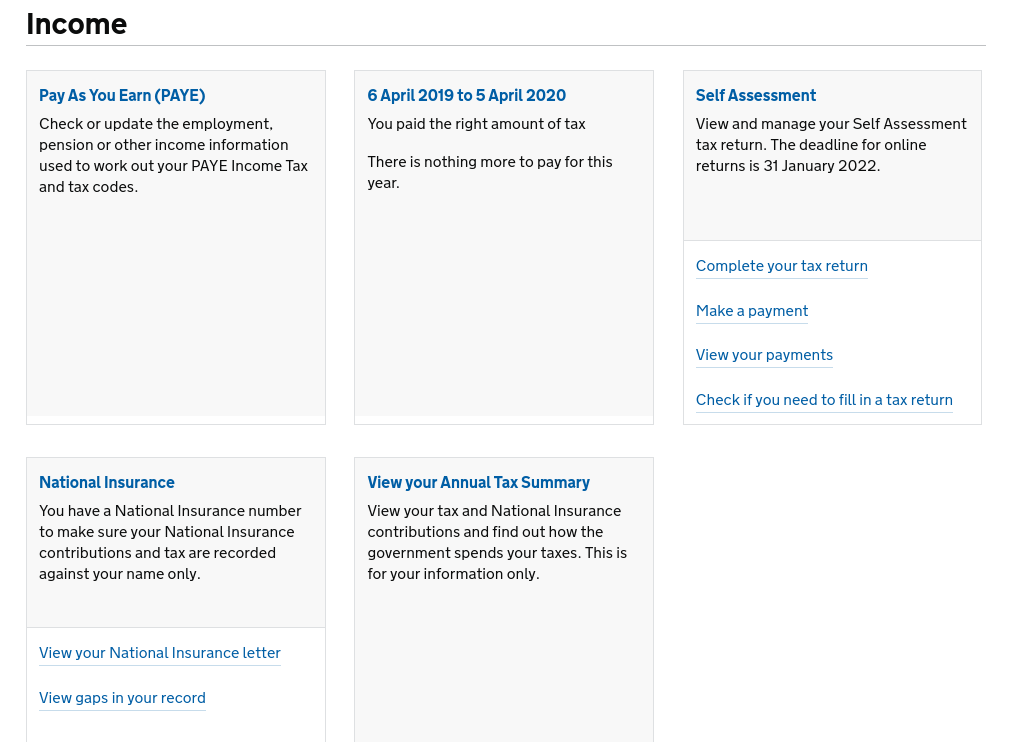 Income
Pay As You Earn (PAYE)
Check or update the employment,
pension or other income information
used to work out your PAYE Income Tax
and tax codes.
6 April 2019 to 5 April 2020
You paid the right amount of tax
There is nothing more to pay for this
year.
Self Assessment
View and manage your Self Assessment
tax return. The deadline for online
returns is 31 January 2022.
Complete your tax return
Make a payment
View your payments
Check if you need to fill in a tax return
National Insurance
You have a National Insurance number
to make sure your National Insurance
contributions and tax are recorded
against your name only.
View your National Insurance letter
View gaps in your record
View your Annual Tax Summary
View your tax and National Insurance
contributions and find out how the
government spends your taxes. This is
for your information only.